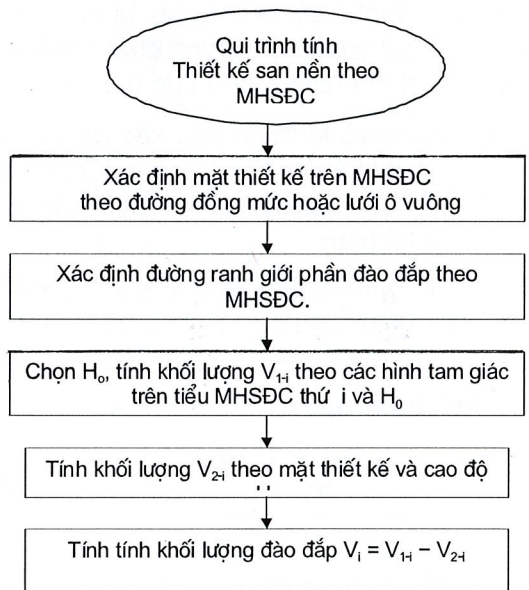 Qui trình tính
Thiết kế san nền theo
MHSĐC
Xác định mặt thiết kế trên MHSĐC
theo đường đồng mức hoặc lưới ô vuông
Xác định đường ranh giới phần đào đắp theo
MHSĐC.
Chọn H₀, tính khối lượng V₁₋ᵢ theo các hình tam giác
trên tiểu MHSĐC thứ i và H₀
Tính khối lượng V₂₋ᵢ theo mặt thiết kế và cao độ
Tính tính khối lượng đào đắp Vᵢ = V₁₋ᵢ − V₂₋ᵢ